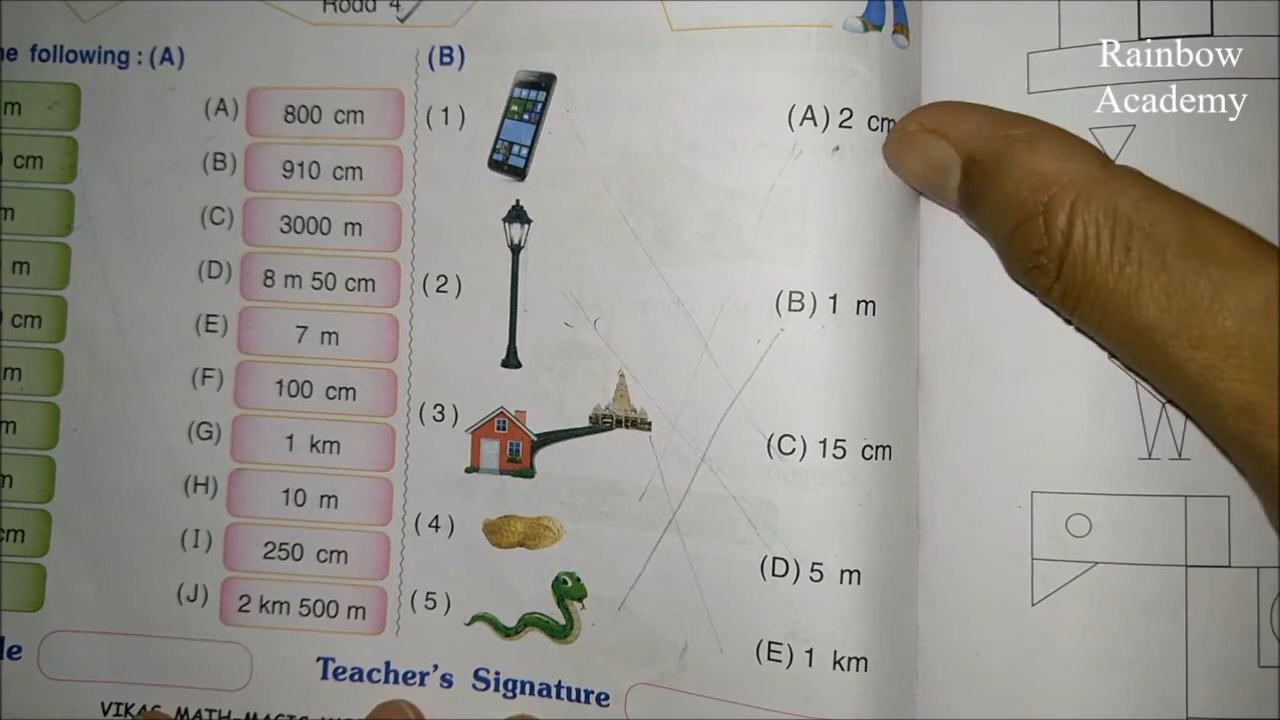 Road 4
Rainbow
Academy
e following : (A)
m
cm
m
m
cm
m
m
m
cm
(A) 800 cm
(B) 910 cm
(C) 3000 m
(D) 8 m 50 cm
(E) 7 m
(F) 100 cm
(G) 1 km
(H) 10 m
(I) 250 cm
(J) 2 km 500 m
(B)
(1) (A) 2 cm
(2) (B) 1 m
(3) (C) 15 cm
(4) (D) 5 m
(5) (E) 1 km
le
Teacher's Signature